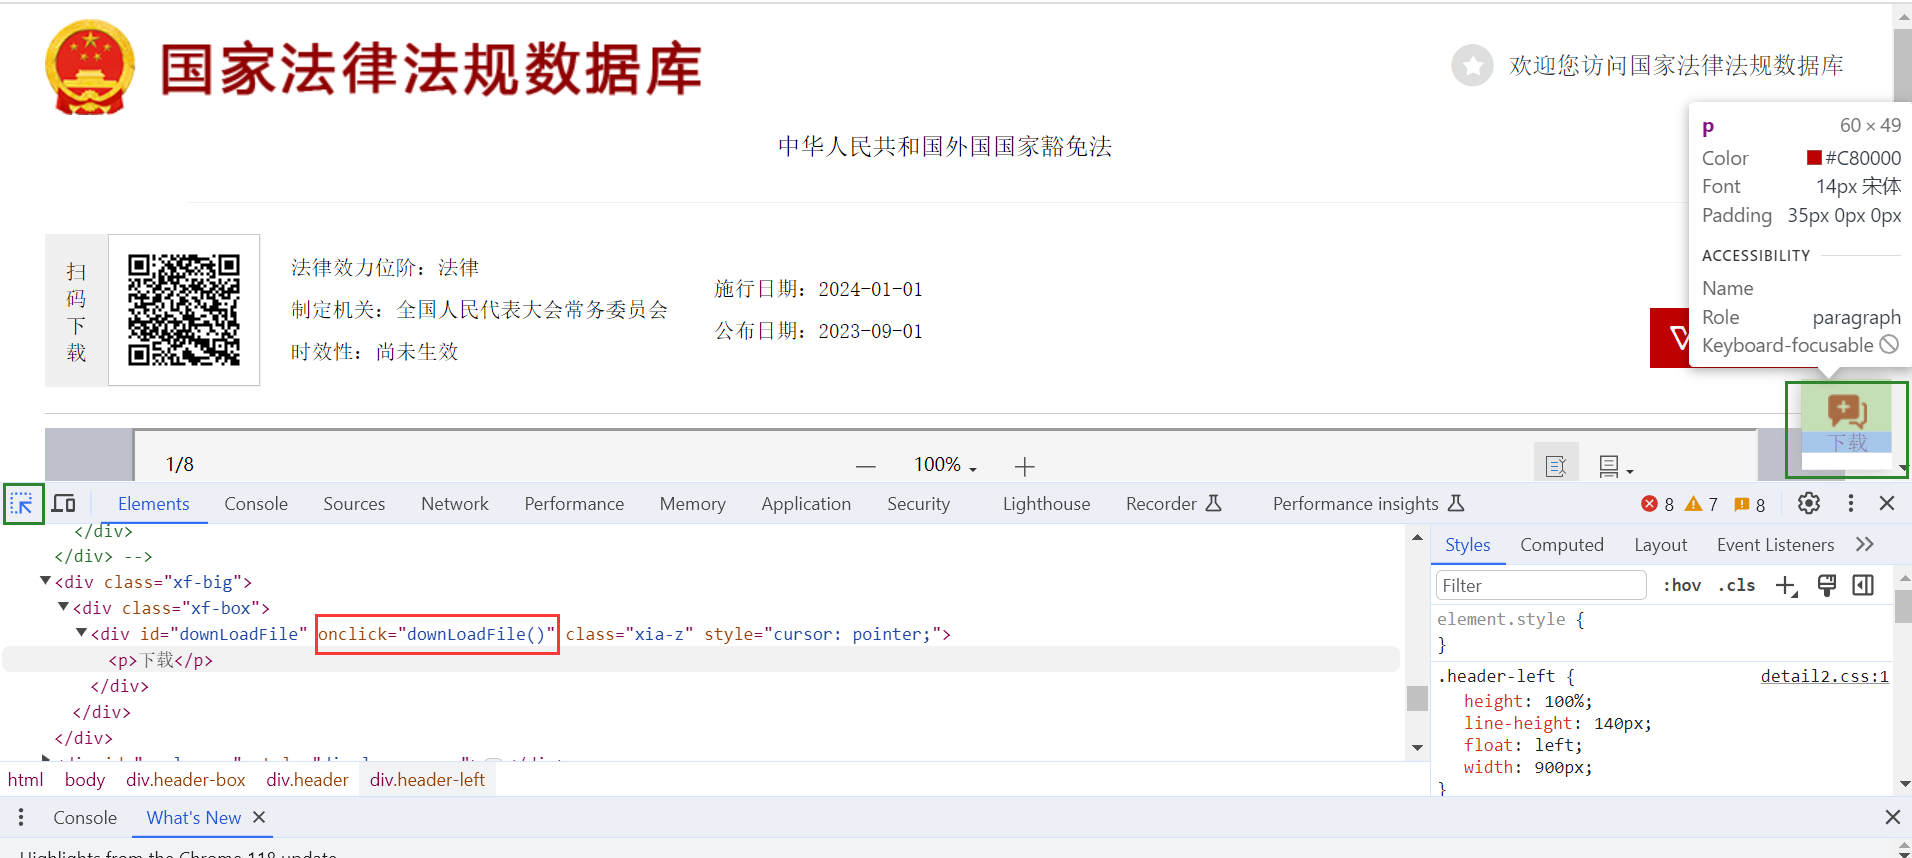 国家法律法规数据库
欢迎您访问国家法律法规数据库
中华人民共和国外国国家豁免法
p 60 × 49
Color #C80000
Font 14px 宋体
Padding 35px 0px 0px
ACCESSIBILITY
Name
Role paragraph
Keyboard-focusable
扫
码
下
载
法律效力位阶：法律
制定机关：全国人民代表大会常务委员会
时效性：尚未生效
施行日期：2024-01-01
公布日期：2023-09-01
下载
1/8 100%
Elements Console Sources Network Performance Memory Application Security Lighthouse Recorder Performance insights 8 7 8
</div>
</div> -->
<div class="xf-big">
<div class="xf-box">
<div id="downLoadFile" onclick="downLoadFile()" class="xia-z" style="cursor: pointer;">
<p>下载</p>
</div>
</div>
</div>
html body div.header-box div.header div.header-left
Styles Computed Layout Event Listeners
Filter :hov .cls
element.style {
}
.header-left { detail2.css:1
height: 100%;
line-height: 140px;
float: left;
width: 900px;
}
Console What's New
Highlights from the Chrome 118 update